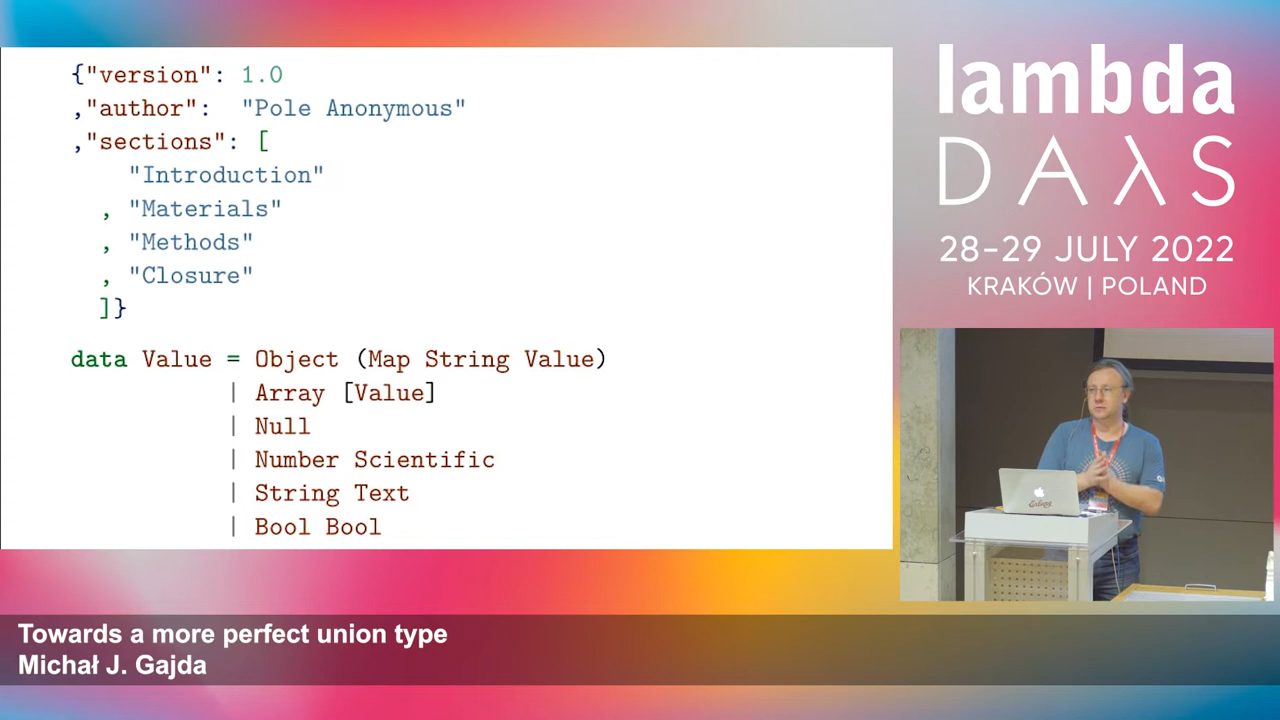 {"version": 1.0
,"author":  "Pole Anonymous"
,"sections": [
"Introduction"
, "Materials"
, "Methods"
, "Closure"
]}
data Value = Object (Map String Value)
| Array [Value]
| Null
| Number Scientific
| String Text
| Bool Bool
lambda
DAλS
28–29 JULY 2022
KRAKÓW | POLAND
Towards a more perfect union type
Michał J. Gajda